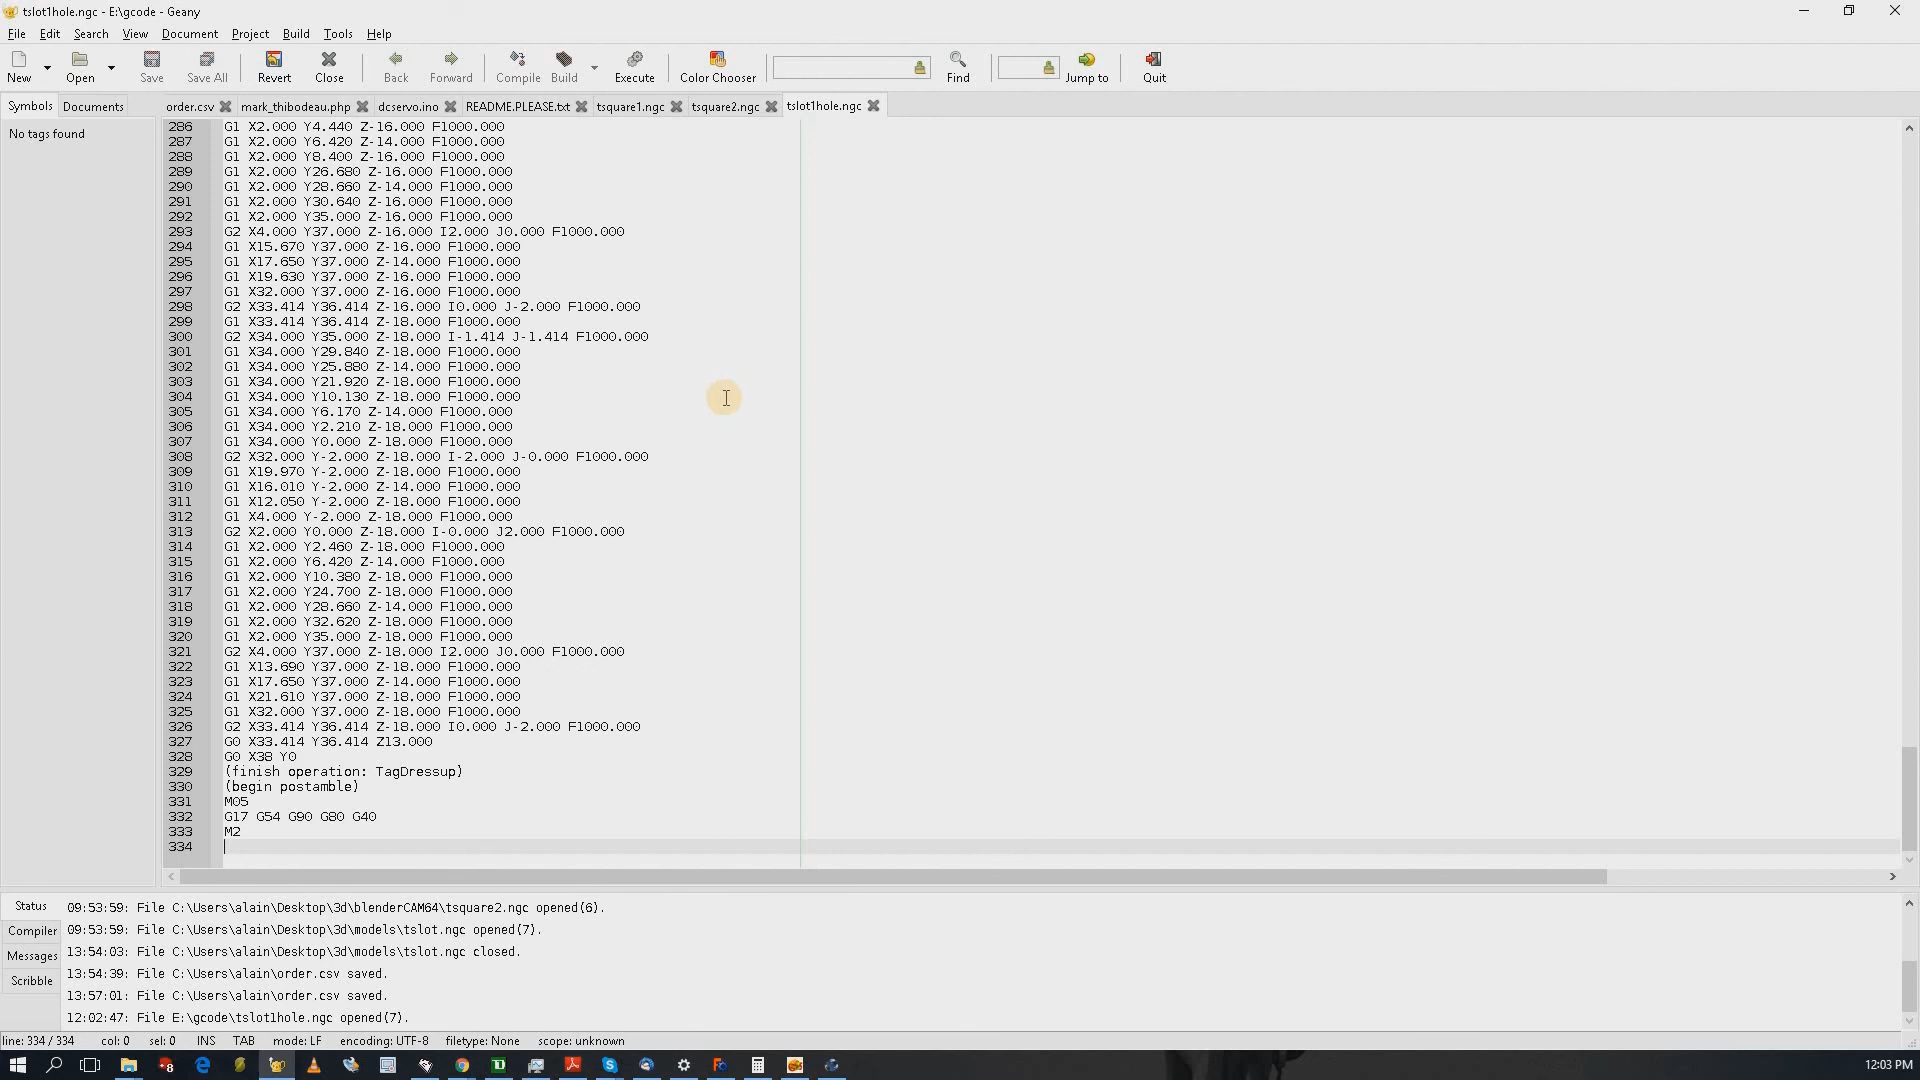 tslot1hole.ngc - E:\gcode - Geany
File Edit Search View Document Project Build Tools Help
New Open Save Save All Revert Close Back Forward Compile Build Execute Color Chooser Find Jump to Quit
Symbols Documents order.csv mark_thibodeau.php dcservo.ino README.PLEASE.txt tsquare1.ngc tsquare2.ngc tslot1hole.ngc
No tags found
286 G1 X2.000 Y4.440 Z-16.000 F1000.000
287 G1 X2.000 Y6.420 Z-14.000 F1000.000
288 G1 X2.000 Y8.400 Z-16.000 F1000.000
289 G1 X2.000 Y26.680 Z-16.000 F1000.000
290 G1 X2.000 Y28.660 Z-14.000 F1000.000
291 G1 X2.000 Y30.640 Z-16.000 F1000.000
292 G1 X2.000 Y35.000 Z-16.000 F1000.000
293 G2 X4.000 Y37.000 Z-16.000 I2.000 J0.000 F1000.000
294 G1 X15.670 Y37.000 Z-16.000 F1000.000
295 G1 X17.650 Y37.000 Z-14.000 F1000.000
296 G1 X19.630 Y37.000 Z-16.000 F1000.000
297 G1 X32.000 Y37.000 Z-16.000 F1000.000
298 G2 X33.414 Y36.414 Z-16.000 I0.000 J-2.000 F1000.000
299 G1 X33.414 Y36.414 Z-18.000 F1000.000
300 G2 X34.000 Y35.000 Z-18.000 I-1.414 J-1.414 F1000.000
301 G1 X34.000 Y29.840 Z-18.000 F1000.000
302 G1 X34.000 Y25.880 Z-14.000 F1000.000
303 G1 X34.000 Y21.920 Z-18.000 F1000.000
304 G1 X34.000 Y10.130 Z-18.000 F1000.000
305 G1 X34.000 Y6.170 Z-14.000 F1000.000
306 G1 X34.000 Y2.210 Z-18.000 F1000.000
307 G1 X34.000 Y0.000 Z-18.000 F1000.000
308 G2 X32.000 Y-2.000 Z-18.000 I-2.000 J-0.000 F1000.000
309 G1 X19.970 Y-2.000 Z-18.000 F1000.000
310 G1 X16.010 Y-2.000 Z-14.000 F1000.000
311 G1 X12.050 Y-2.000 Z-18.000 F1000.000
312 G1 X4.000 Y-2.000 Z-18.000 F1000.000
313 G2 X2.000 Y0.000 Z-18.000 I-0.000 J2.000 F1000.000
314 G1 X2.000 Y2.460 Z-18.000 F1000.000
315 G1 X2.000 Y6.420 Z-14.000 F1000.000
316 G1 X2.000 Y10.380 Z-18.000 F1000.000
317 G1 X2.000 Y24.700 Z-18.000 F1000.000
318 G1 X2.000 Y28.660 Z-14.000 F1000.000
319 G1 X2.000 Y32.620 Z-18.000 F1000.000
320 G1 X2.000 Y35.000 Z-18.000 F1000.000
321 G2 X4.000 Y37.000 Z-18.000 I2.000 J0.000 F1000.000
322 G1 X13.690 Y37.000 Z-18.000 F1000.000
323 G1 X17.650 Y37.000 Z-14.000 F1000.000
324 G1 X21.610 Y37.000 Z-18.000 F1000.000
325 G1 X32.000 Y37.000 Z-18.000 F1000.000
326 G2 X33.414 Y36.414 Z-18.000 I0.000 J-2.000 F1000.000
327 G0 X33.414 Y36.414 Z13.000
328 G0 X38 Y0
329 (finish operation: TagDressup)
330 (begin postamble)
331 M05
332 G17 G54 G90 G80 G40
333 M2
334
Status 09:53:59: File C:\Users\alain\Desktop\3d\blenderCAM64\tsquare2.ngc opened(6).
Compiler 09:53:59: File C:\Users\alain\Desktop\3d\models\tslot.ngc opened(7).
Messages 13:54:03: File C:\Users\alain\Desktop\3d\models\tslot.ngc closed.
Scribble 13:54:39: File C:\Users\alain\order.csv saved.
13:57:01: File C:\Users\alain\order.csv saved.
12:02:47: File E:\gcode\tslot1hole.ngc opened(7).
line: 334 / 334 col: 0 sel: 0 INS TAB mode: LF encoding: UTF-8 filetype: None scope: unknown
12:03 PM